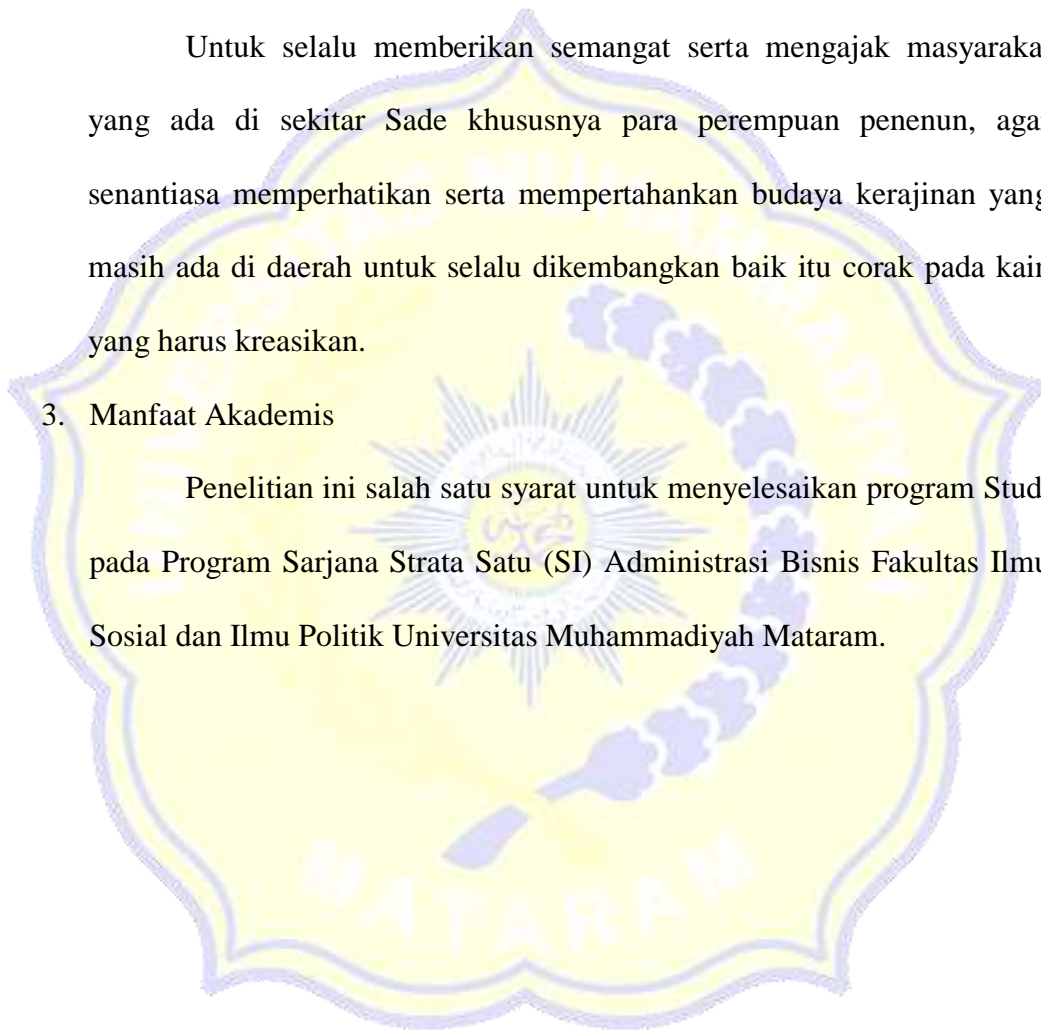 Untuk selalu memberikan semangat serta mengajak masyaraka
yang ada di sekitar Sade khususnya para perempuan penenun, aga
senantiasa memperhatikan serta mempertahankan budaya kerajinan yang
masih ada di daerah untuk selalu dikembangkan baik itu corak pada kain
yang harus kreasikan.
3. Manfaat Akademis
Penelitian ini salah satu syarat untuk menyelesaikan program Stud
pada Program Sarjana Strata Satu (SI) Administrasi Bisnis Fakultas Ilmu
Sosial dan Ilmu Politik Universitas Muhammadiyah Mataram.
UNIVERSITAS MUHAMMADIYAH
MATARAM